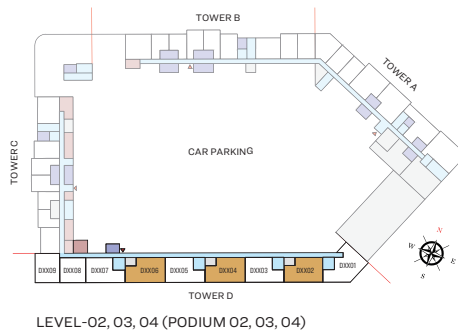 TOWER B
TOWER A
TOWER C
CAR PARKING
N
W
E
S
DXX09 DXX08 DXX07 DXX06 DXX05 DXX04 DXX03 DXX02 DXX01
TOWER D
LEVEL-02, 03, 04 (PODIUM 02, 03, 04)